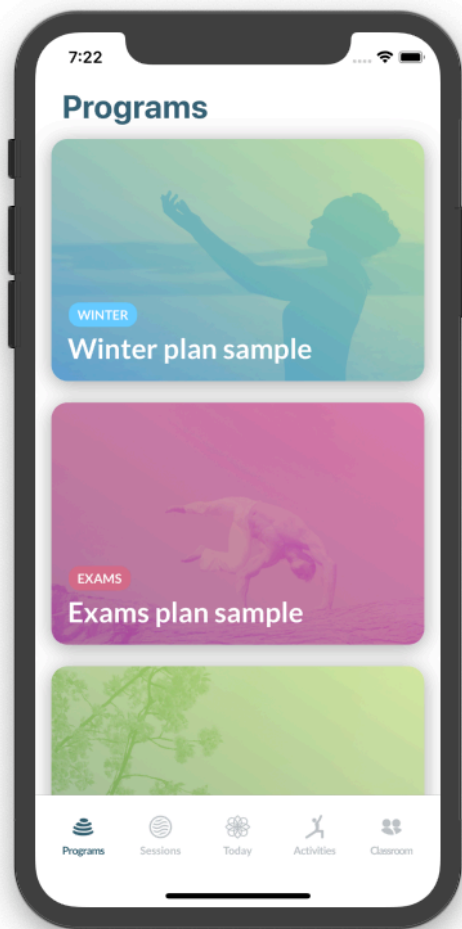 7:22
Programs
WINTER
Winter plan sample
EXAMS
Exams plan sample
Programs Sessions Today Activities Classroom